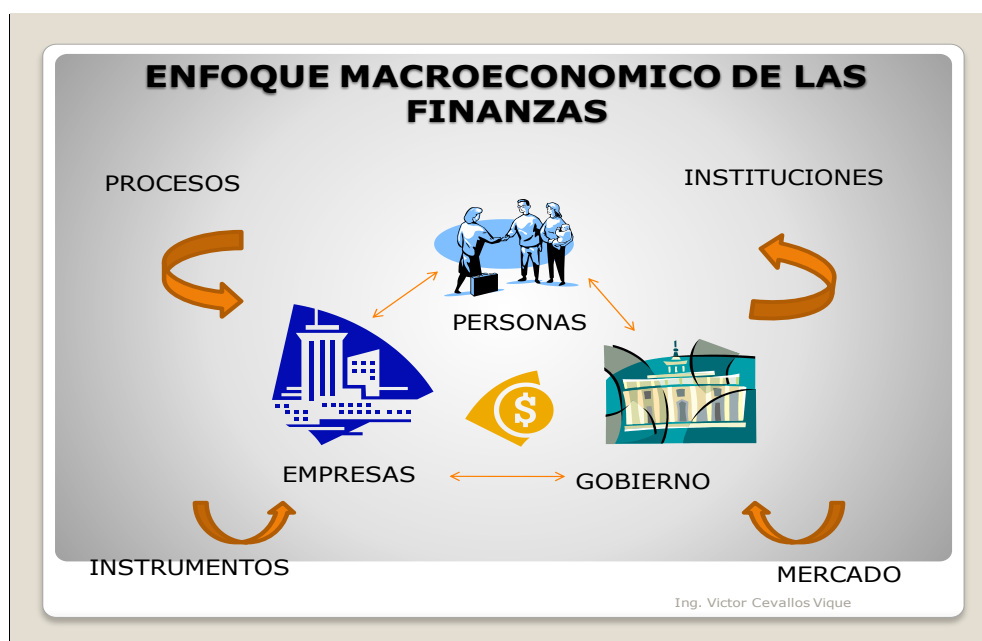 ENFOQUE MACROECONOMICO DE LAS
FINANZAS
PROCESOS
INSTITUCIONES
PERSONAS
$
EMPRESAS
GOBIERNO
INSTRUMENTOS
MERCADO
Ing. Victor Cevallos Vique